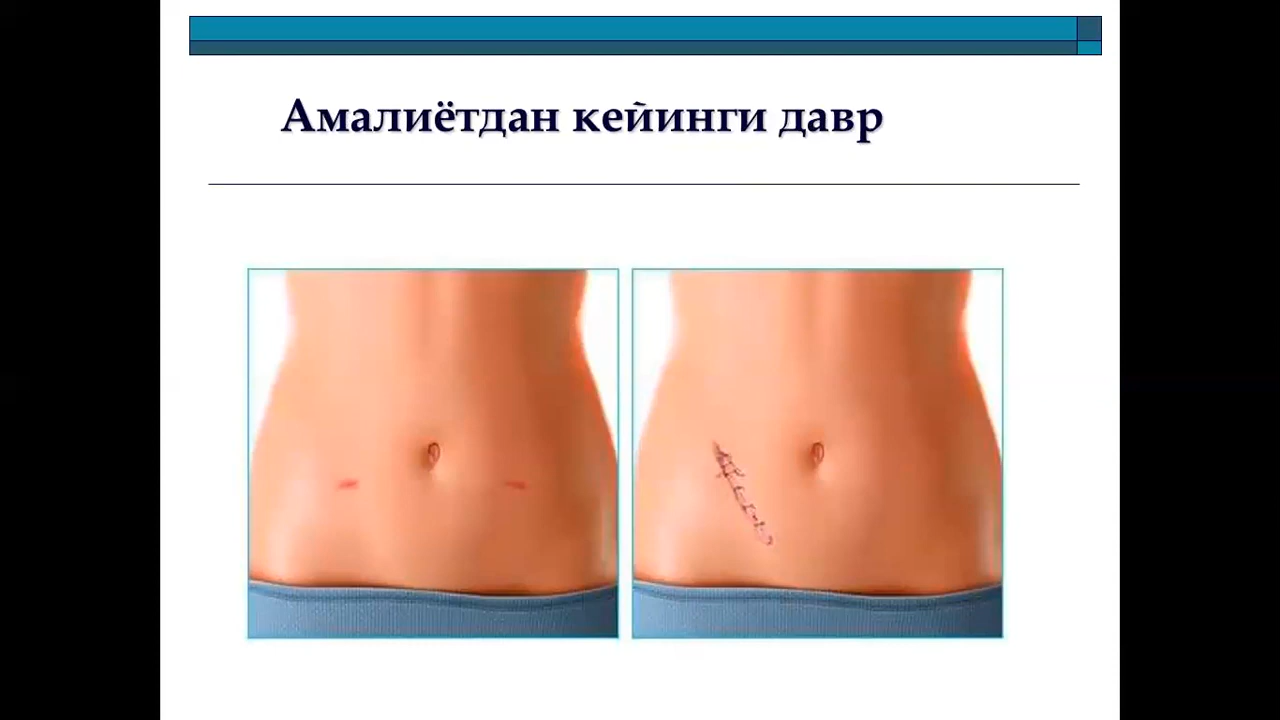 Амалиётдан кейинги давр